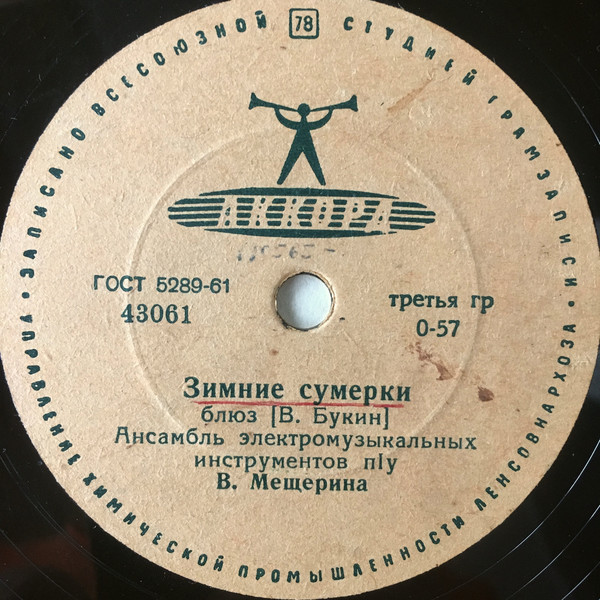 ЗАПИСАНО ВСЕСОЮЗНОЙ 78 СТУДИЕЙ ГРАМЗАПИСИ •
АККОРД
ГОСТ 5289-61
43061
третья гр
0-57
Зимние сумерки
блюз [В. Букин]
Ансамбль электромузыкальных
инструментов п/у
В. Мещерина
УПРАВЛЕНИЕ ХИМИЧЕСКОЙ ПРОМЫШЛЕННОСТИ ЛЕНСОВНАРХОЗА •